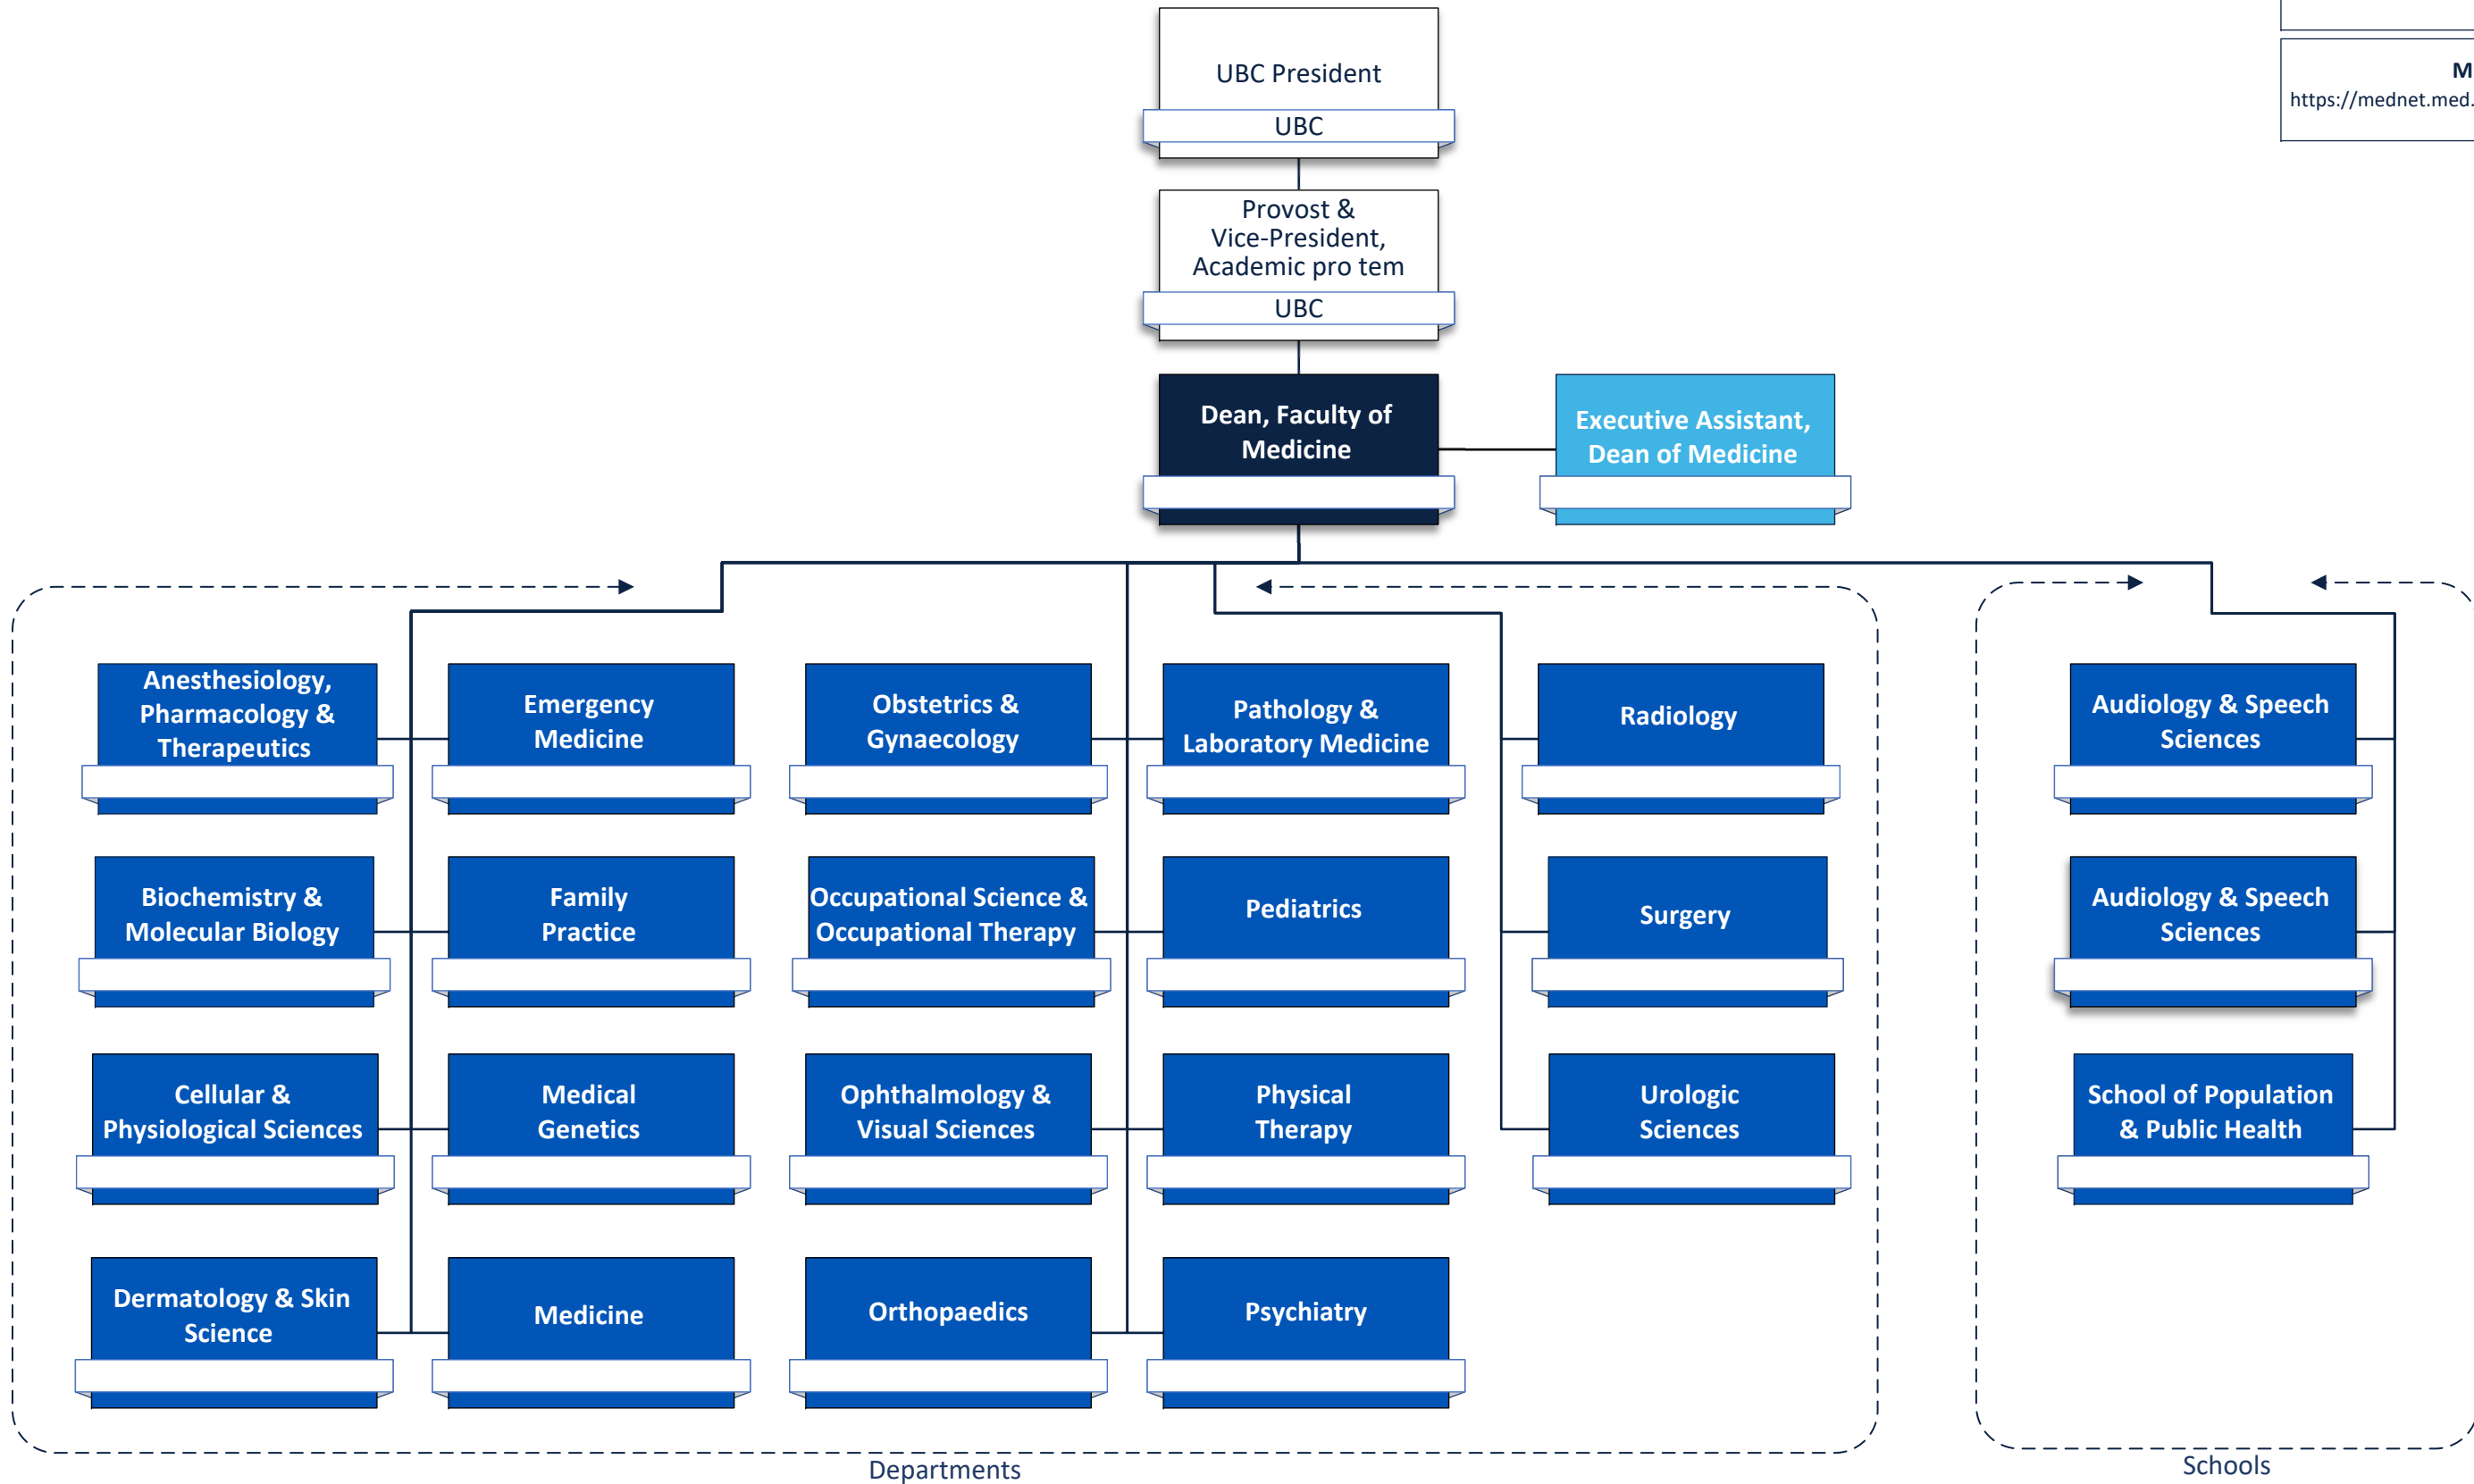 M
https://mednet.med.
UBC President
UBC
Provost &
Vice-President,
Academic pro tem
UBC
Dean, Faculty of
Medicine
Executive Assistant,
Dean of Medicine
Anesthesiology,
Pharmacology &
Therapeutics
Emergency
Medicine
Obstetrics &
Gynaecology
Pathology &
Laboratory Medicine
Radiology
Audiology & Speech
Sciences
Biochemistry &
Molecular Biology
Family
Practice
Occupational Science &
Occupational Therapy
Pediatrics
Surgery
Audiology & Speech
Sciences
Cellular &
Physiological Sciences
Medical
Genetics
Ophthalmology &
Visual Sciences
Physical
Therapy
Urologic
Sciences
School of Population
& Public Health
Dermatology & Skin
Science
Medicine
Orthopaedics
Psychiatry
Departments
Schools